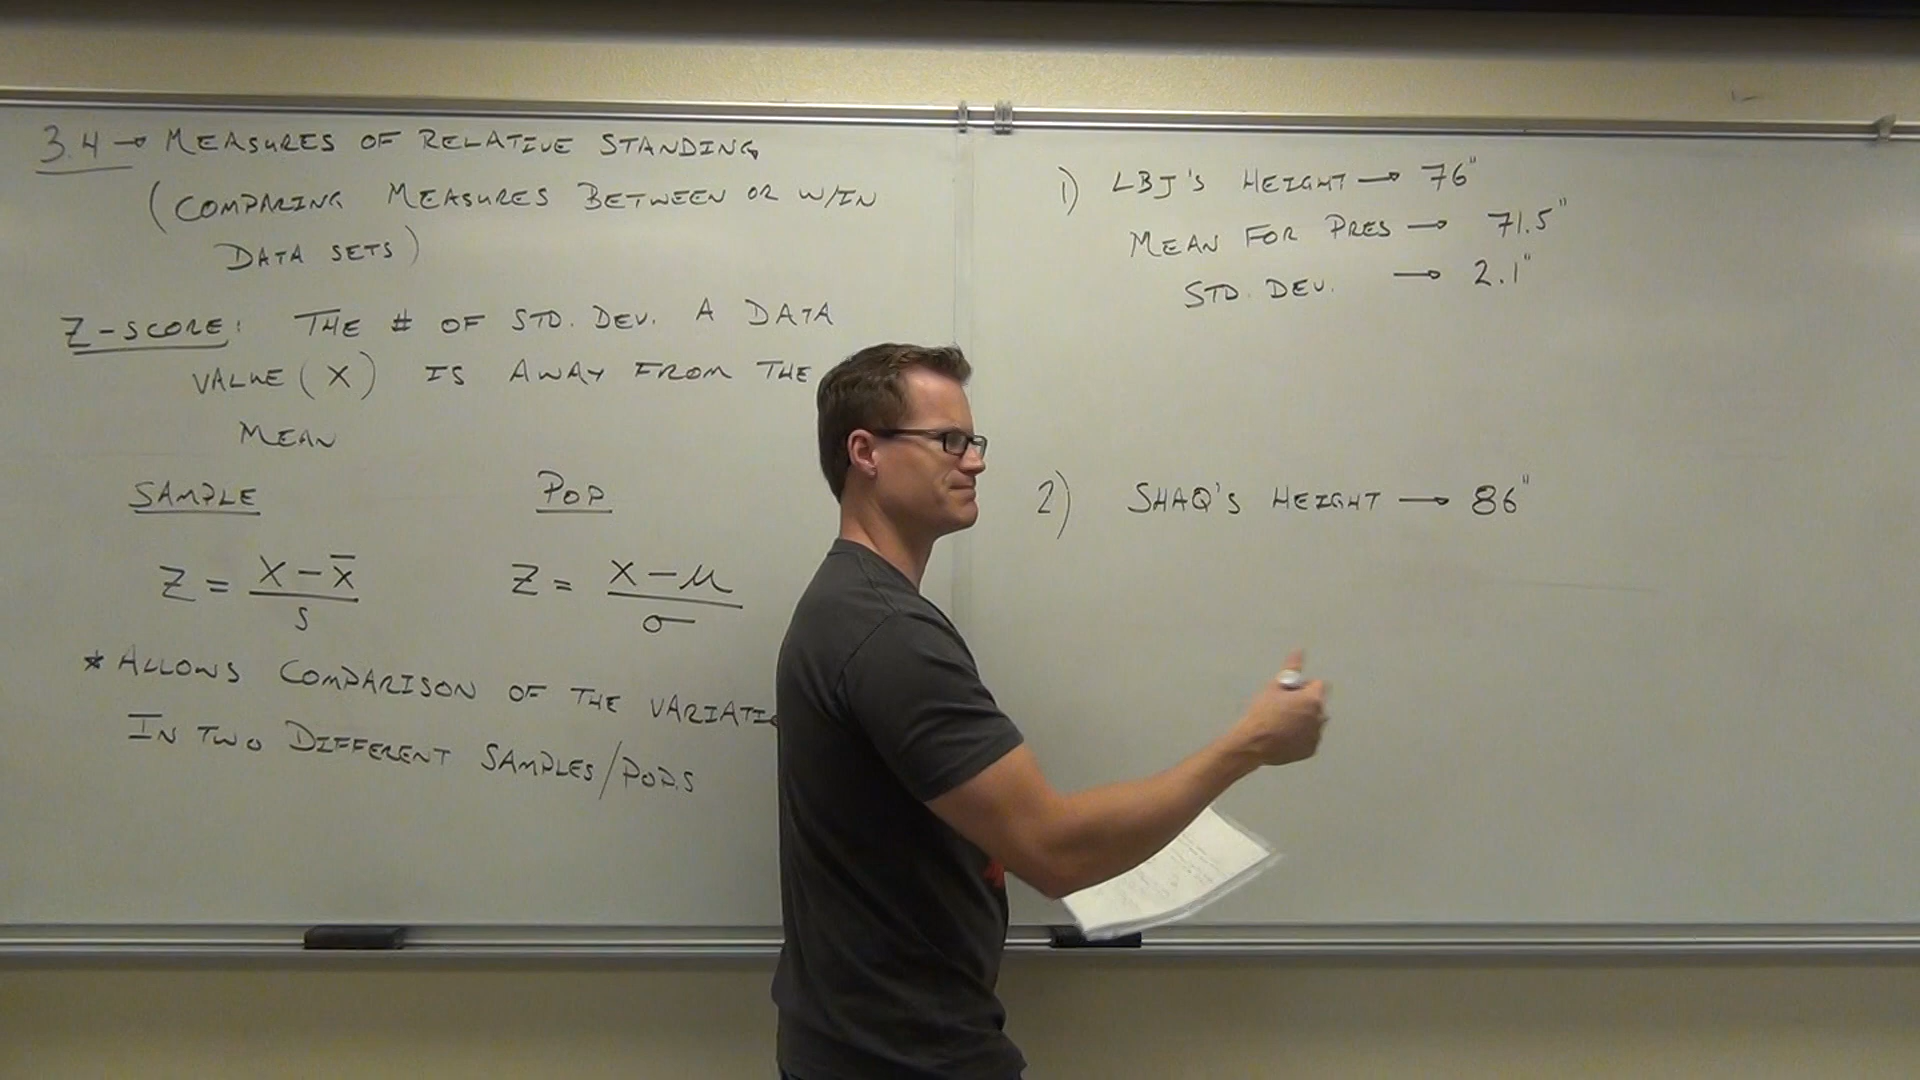 3.4 → MEASURES OF RELATIVE STANDING
(COMPARING MEASURES BETWEEN OR W/IN
DATA SETS)
Z-SCORE: THE # OF STD. DEV. A DATA
VALUE (X) IS AWAY FROM THE
MEAN
SAMPLE POP
Z = (X - x̄) / s Z = (X - μ) / σ
* ALLOWS COMPARISON OF THE VARIATIO
IN TWO DIFFERENT SAMPLES/POPS
1) LBJ'S HEIGHT → 76"
MEAN FOR PRES → 71.5"
STD. DEV. → 2.1"
2) SHAQ'S HEIGHT → 86"